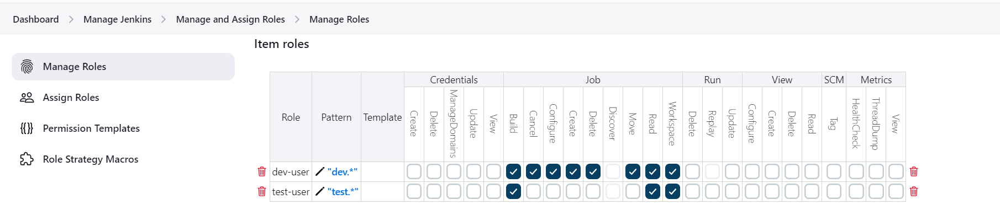 Dashboard > Manage Jenkins > Manage and Assign Roles > Manage Roles
Item roles
Manage Roles
Assign Roles
Permission Templates
Role Strategy Macros
Role Pattern Template Credentials Job Run View SCM Metrics
Create Delete ManageDomains Update View Build Cancel Configure Create Delete Discover Move Read Workspace Delete Replay Update Configure Create Delete Read Tag HealthCheck ThreadDump View
dev-user "dev.*"
test-user "test.*"